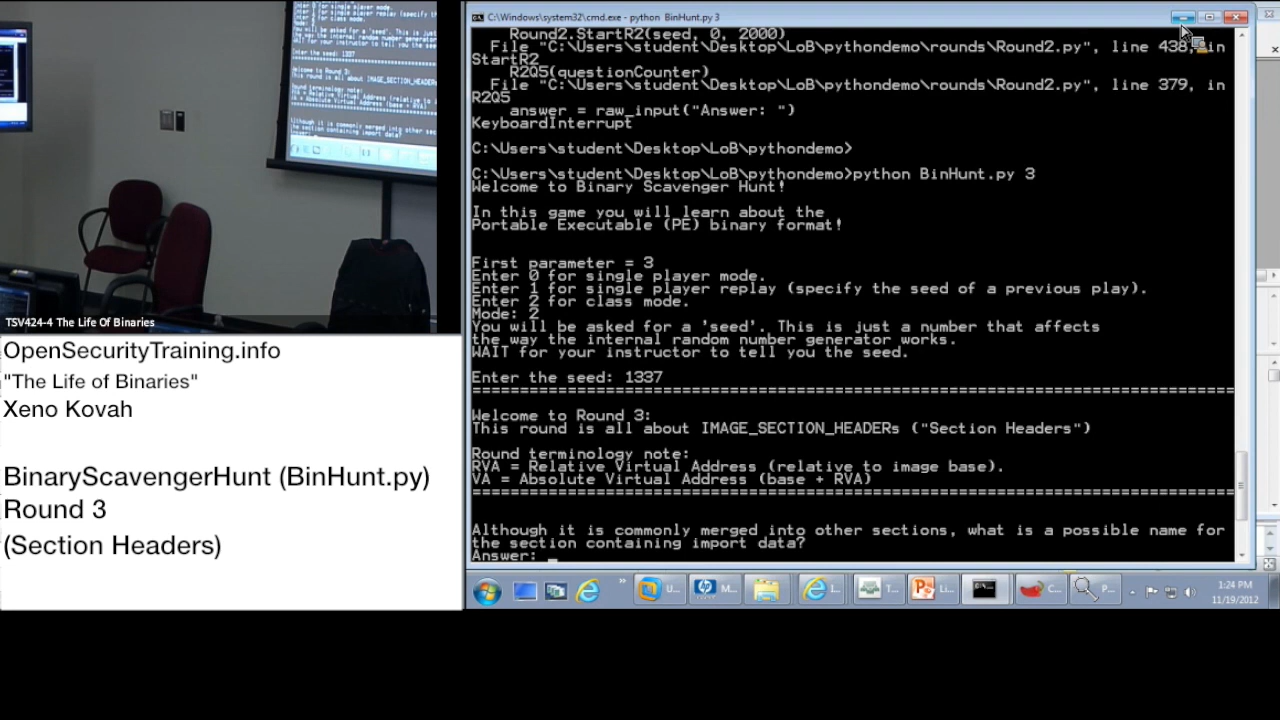 TSV424-4 The Life Of Binaries
OpenSecurityTraining.info
"The Life of Binaries"
Xeno Kovah
BinaryScavengerHunt (BinHunt.py)
Round 3
(Section Headers)
C:\Windows\system32\cmd.exe - python BinHunt.py 3
Round2.StartR2(seed, 0, 2000)
File "C:\Users\student\Desktop\LoB\pythondemo\rounds\Round2.py", line 438, in
StartR2
R2Q5(questionCounter)
File "C:\Users\student\Desktop\LoB\pythondemo\rounds\Round2.py", line 379, in
R2Q5
answer = raw_input("Answer: ")
KeyboardInterrupt
C:\Users\student\Desktop\LoB\pythondemo>
C:\Users\student\Desktop\LoB\pythondemo>python BinHunt.py 3
Welcome to Binary Scavenger Hunt!
In this game you will learn about the
Portable Executable (PE) binary format!
First parameter = 3
Enter 0 for single player mode.
Enter 1 for single player replay (specify the seed of a previous play).
Enter 2 for class mode.
Mode: 2
You will be asked for a 'seed'. This is just a number that affects
the way the internal random number generator works.
WAIT for your instructor to tell you the seed.
Enter the seed: 1337
================================================================================
Welcome to Round 3:
This round is all about IMAGE_SECTION_HEADERs ("Section Headers")
Round terminology note:
RVA = Relative Virtual Address (relative to image base).
VA = Absolute Virtual Address (base + RVA)
================================================================================
Although it is commonly merged into other sections, what is a possible name for
the section containing import data?
Answer: _
U... M... I... T... Li... C... P...
1:24 PM
11/19/2012